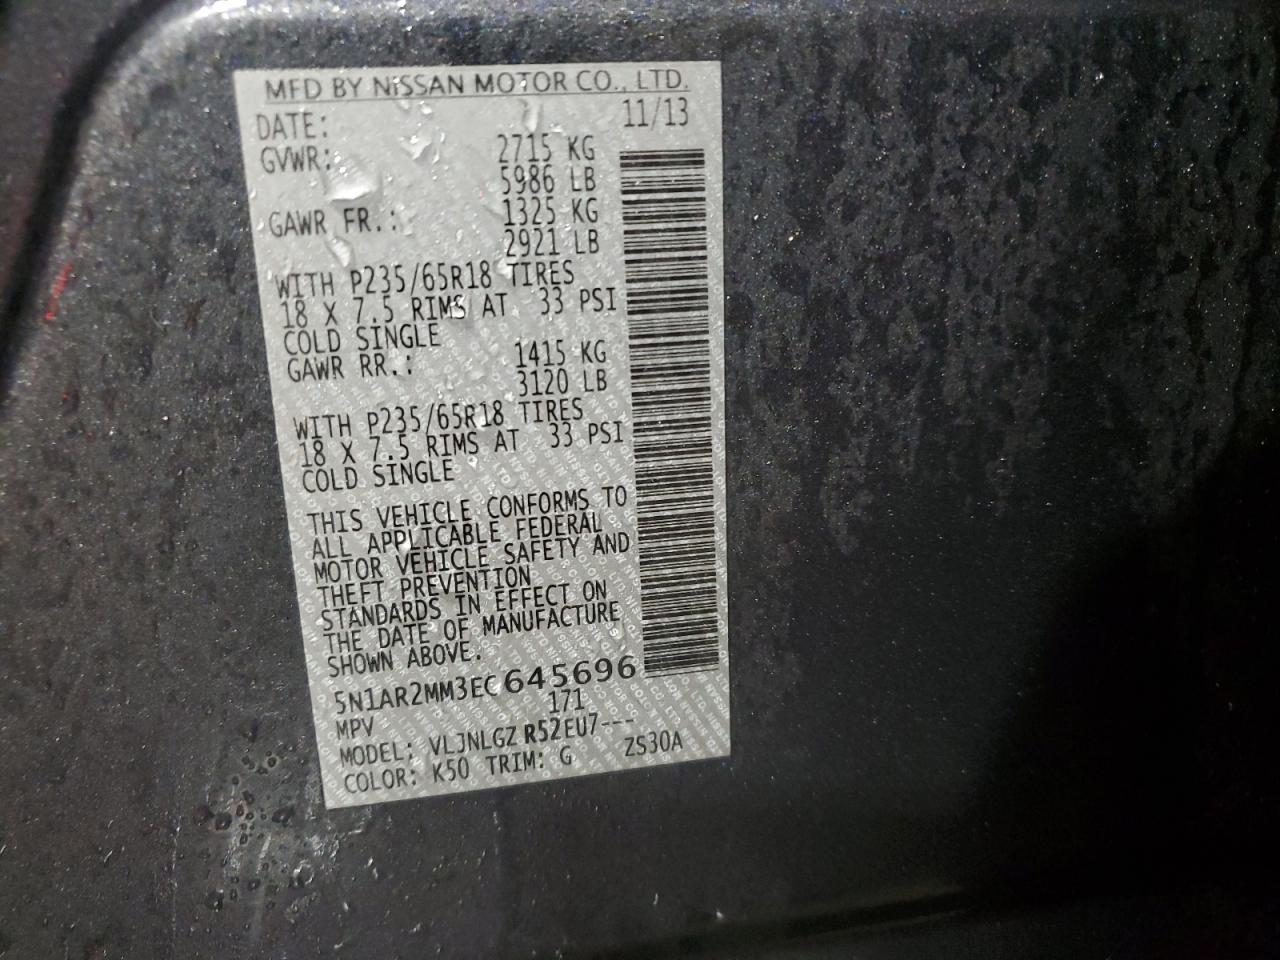 MFD BY NISSAN MOTOR CO., LTD.
DATE: 11/13
GVWR: 2715 KG
5986 LB
GAWR FR.: 1325 KG
2921 LB
WITH P235/65R18 TIRES
18 X 7.5 RIMS AT 33 PSI
COLD SINGLE
GAWR RR.: 1415 KG
3120 LB
WITH P235/65R18 TIRES
18 X 7.5 RIMS AT 33 PSI
COLD SINGLE
THIS VEHICLE CONFORMS TO
ALL APPLICABLE FEDERAL
MOTOR VEHICLE SAFETY AND
THEFT PREVENTION
STANDARDS IN EFFECT ON
THE DATE OF MANUFACTURE
SHOWN ABOVE.
5N1AR2MM3EC645696
MPV 171
MODEL: VLJNLGZ R52EU7---
COLOR: K50 TRIM: G ZS30A